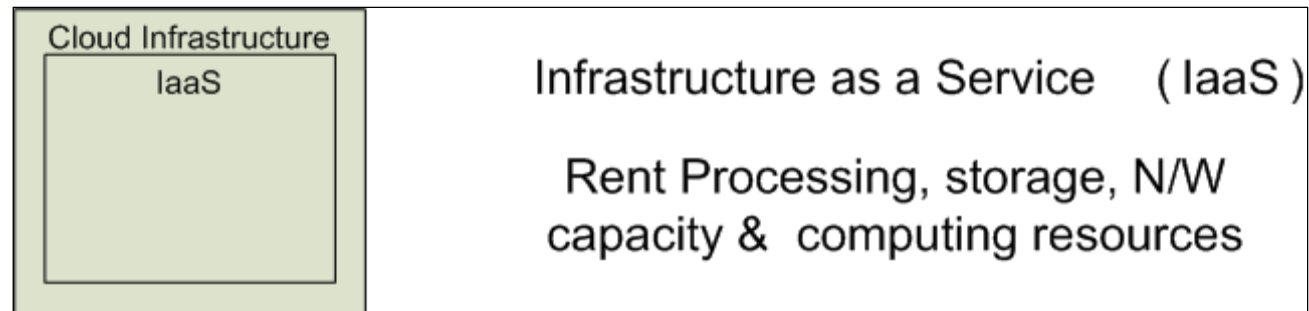 Cloud Infrastructure
IaaS
Infrastructure as a Service ( IaaS )
Rent Processing, storage, N/W
capacity & computing resources